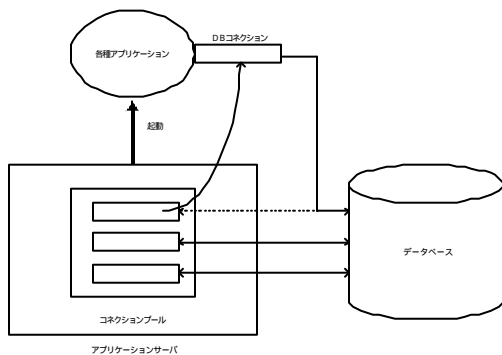 DBコネクション
各種アプリケーション
起動
データベース
コネクションプール
アプリケーションサーバ